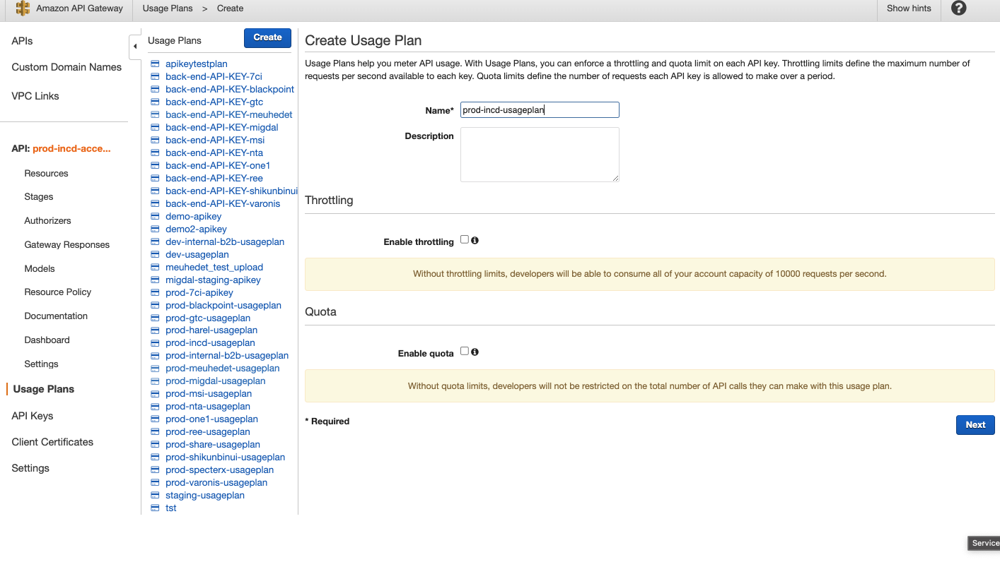 Amazon API Gateway
Usage Plans > Create
Show hints
?
APIs
Custom Domain Names
VPC Links
API: prod-incd-acce...
Resources
Stages
Authorizers
Gateway Responses
Models
Resource Policy
Documentation
Dashboard
Settings
Usage Plans
API Keys
Client Certificates
Settings
Usage Plans
Create
apikeytestplan
back-end-API-KEY-7ci
back-end-API-KEY-blackpoint
back-end-API-KEY-gtc
back-end-API-KEY-meuhedet
back-end-API-KEY-migdal
back-end-API-KEY-msi
back-end-API-KEY-nta
back-end-API-KEY-one1
back-end-API-KEY-ree
back-end-API-KEY-shikunbinui
back-end-API-KEY-varonis
demo-apikey
demo2-apikey
dev-internal-b2b-usageplan
dev-usageplan
meuhedet_test_upload
migdal-staging-apikey
prod-7ci-apikey
prod-blackpoint-usageplan
prod-gtc-usageplan
prod-harel-usageplan
prod-incd-usageplan
prod-internal-b2b-usageplan
prod-meuhedet-usageplan
prod-migdal-usageplan
prod-msi-usageplan
prod-nta-usageplan
prod-one1-usageplan
prod-ree-usageplan
prod-share-usageplan
prod-shikunbinui-usageplan
prod-specterx-usageplan
prod-varonis-usageplan
staging-usageplan
tst
Create Usage Plan
Usage Plans help you meter API usage. With Usage Plans, you can enforce a throttling and quota limit on each API key. Throttling limits define the maximum number of
requests per second available to each key. Quota limits define the number of requests each API key is allowed to make over a period.
Name* prod-incd-usageplan
Description
Throttling
Enable throttling
Without throttling limits, developers will be able to consume all of your account capacity of 10000 requests per second.
Quota
Enable quota
Without quota limits, developers will not be restricted on the total number of API calls they can make with this usage plan.
* Required
Next
Service